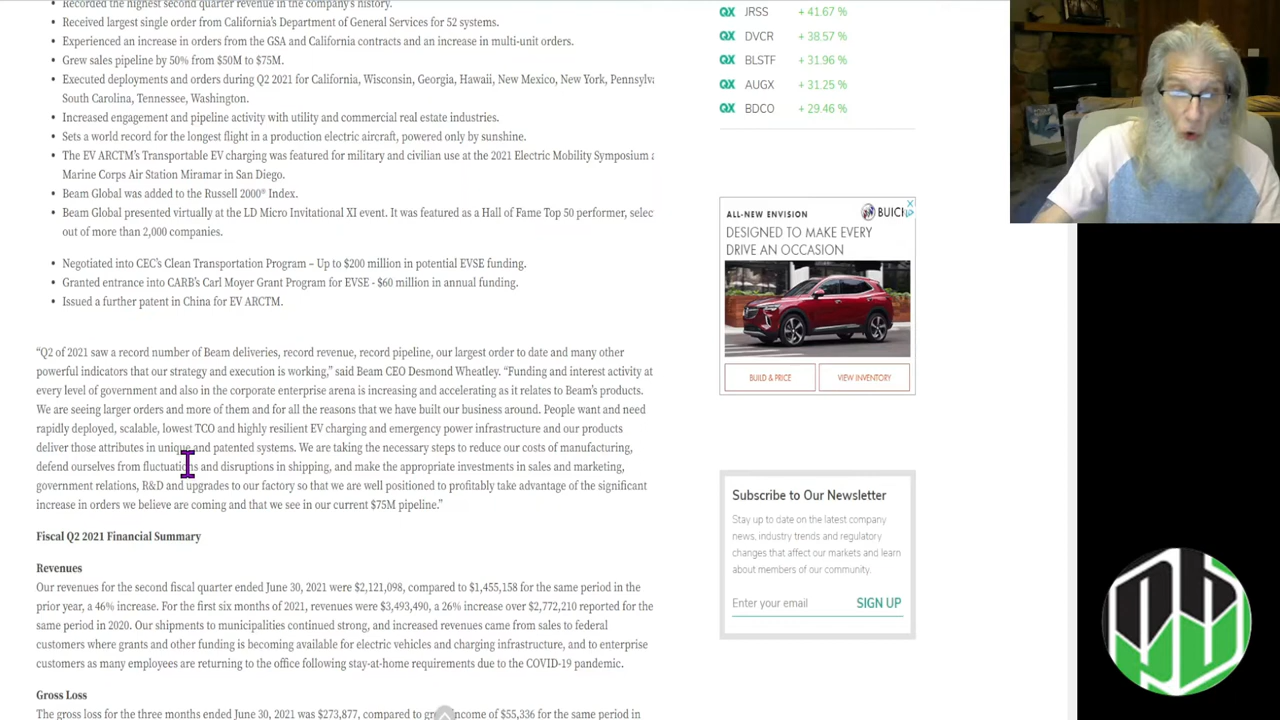 Recorded the highest second quarter revenue in the company's history.
Received largest single order from California's Department of General Services for 52 systems.
Experienced an increase in orders from the GSA and California contracts and an increase in multi-unit orders.
Grew sales pipeline by 50% from $50M to $75M.
Executed deployments and orders during Q2 2021 for California, Wisconsin, Georgia, Hawaii, New Mexico, New York, Pennsylva
South Carolina, Tennessee, Washington.
Increased engagement and pipeline activity with utility and commercial real estate industries.
Sets a world record for the longest flight in a production electric aircraft, powered only by sunshine.
The EV ARCTM's Transportable EV charging was featured for military and civilian use at the 2021 Electric Mobility Symposium a
Marine Corps Air Station Miramar in San Diego.
Beam Global was added to the Russell 2000® Index.
Beam Global presented virtually at the LD Micro Invitational XI event. It was featured as a Hall of Fame Top 50 performer, selec
out of more than 2,000 companies.
Negotiated into CEC's Clean Transportation Program – Up to $200 million in potential EVSE funding.
Granted entrance into CARB's Carl Moyer Grant Program for EVSE - $60 million in annual funding.
Issued a further patent in China for EV ARCTM.
“Q2 of 2021 saw a record number of Beam deliveries, record revenue, record pipeline, our largest order to date and many other
powerful indicators that our strategy and execution is working,” said Beam CEO Desmond Wheatley. “Funding and interest activity at
every level of government and also in the corporate enterprise arena is increasing and accelerating as it relates to Beam's products.
We are seeing larger orders and more of them and for all the reasons that we have built our business around. People want and need
rapidly deployed, scalable, lowest TCO and highly resilient EV charging and emergency power infrastructure and our products
deliver those attributes in unique and patented systems. We are taking the necessary steps to reduce our costs of manufacturing,
defend ourselves from fluctuations and disruptions in shipping, and make the appropriate investments in sales and marketing,
government relations, R&D and upgrades to our factory so that we are well positioned to profitably take advantage of the significant
increase in orders we believe are coming and that we see in our current $75M pipeline.”
Fiscal Q2 2021 Financial Summary
Revenues
Our revenues for the second fiscal quarter ended June 30, 2021 were $2,121,098, compared to $1,455,158 for the same period in the
prior year, a 46% increase. For the first six months of 2021, revenues were $3,493,490, a 26% increase over $2,772,210 reported for the
same period in 2020. Our shipments to municipalities continued strong, and increased revenues came from sales to federal
customers where grants and other funding is becoming available for electric vehicles and charging infrastructure, and to enterprise
customers as many employees are returning to the office following stay-at-home requirements due to the COVID-19 pandemic.
Gross Loss
The gross loss for the three months ended June 30, 2021 was $273,877, compared to gross income of $55,336 for the same period in
QX JRSS + 41.67 %
QX DVCR + 38.57 %
QX BLSTF + 31.96 %
QX AUGX + 31.25 %
QX BDCO + 29.46 %
ALL-NEW ENVISION
BUICK
DESIGNED TO MAKE EVERY
DRIVE AN OCCASION
BUILD & PRICE
VIEW INVENTORY
Subscribe to Our Newsletter
Stay up to date on the latest company
news, industry trends and regulatory
changes that affect our markets and learn
about members of our community.
Enter your email
SIGN UP